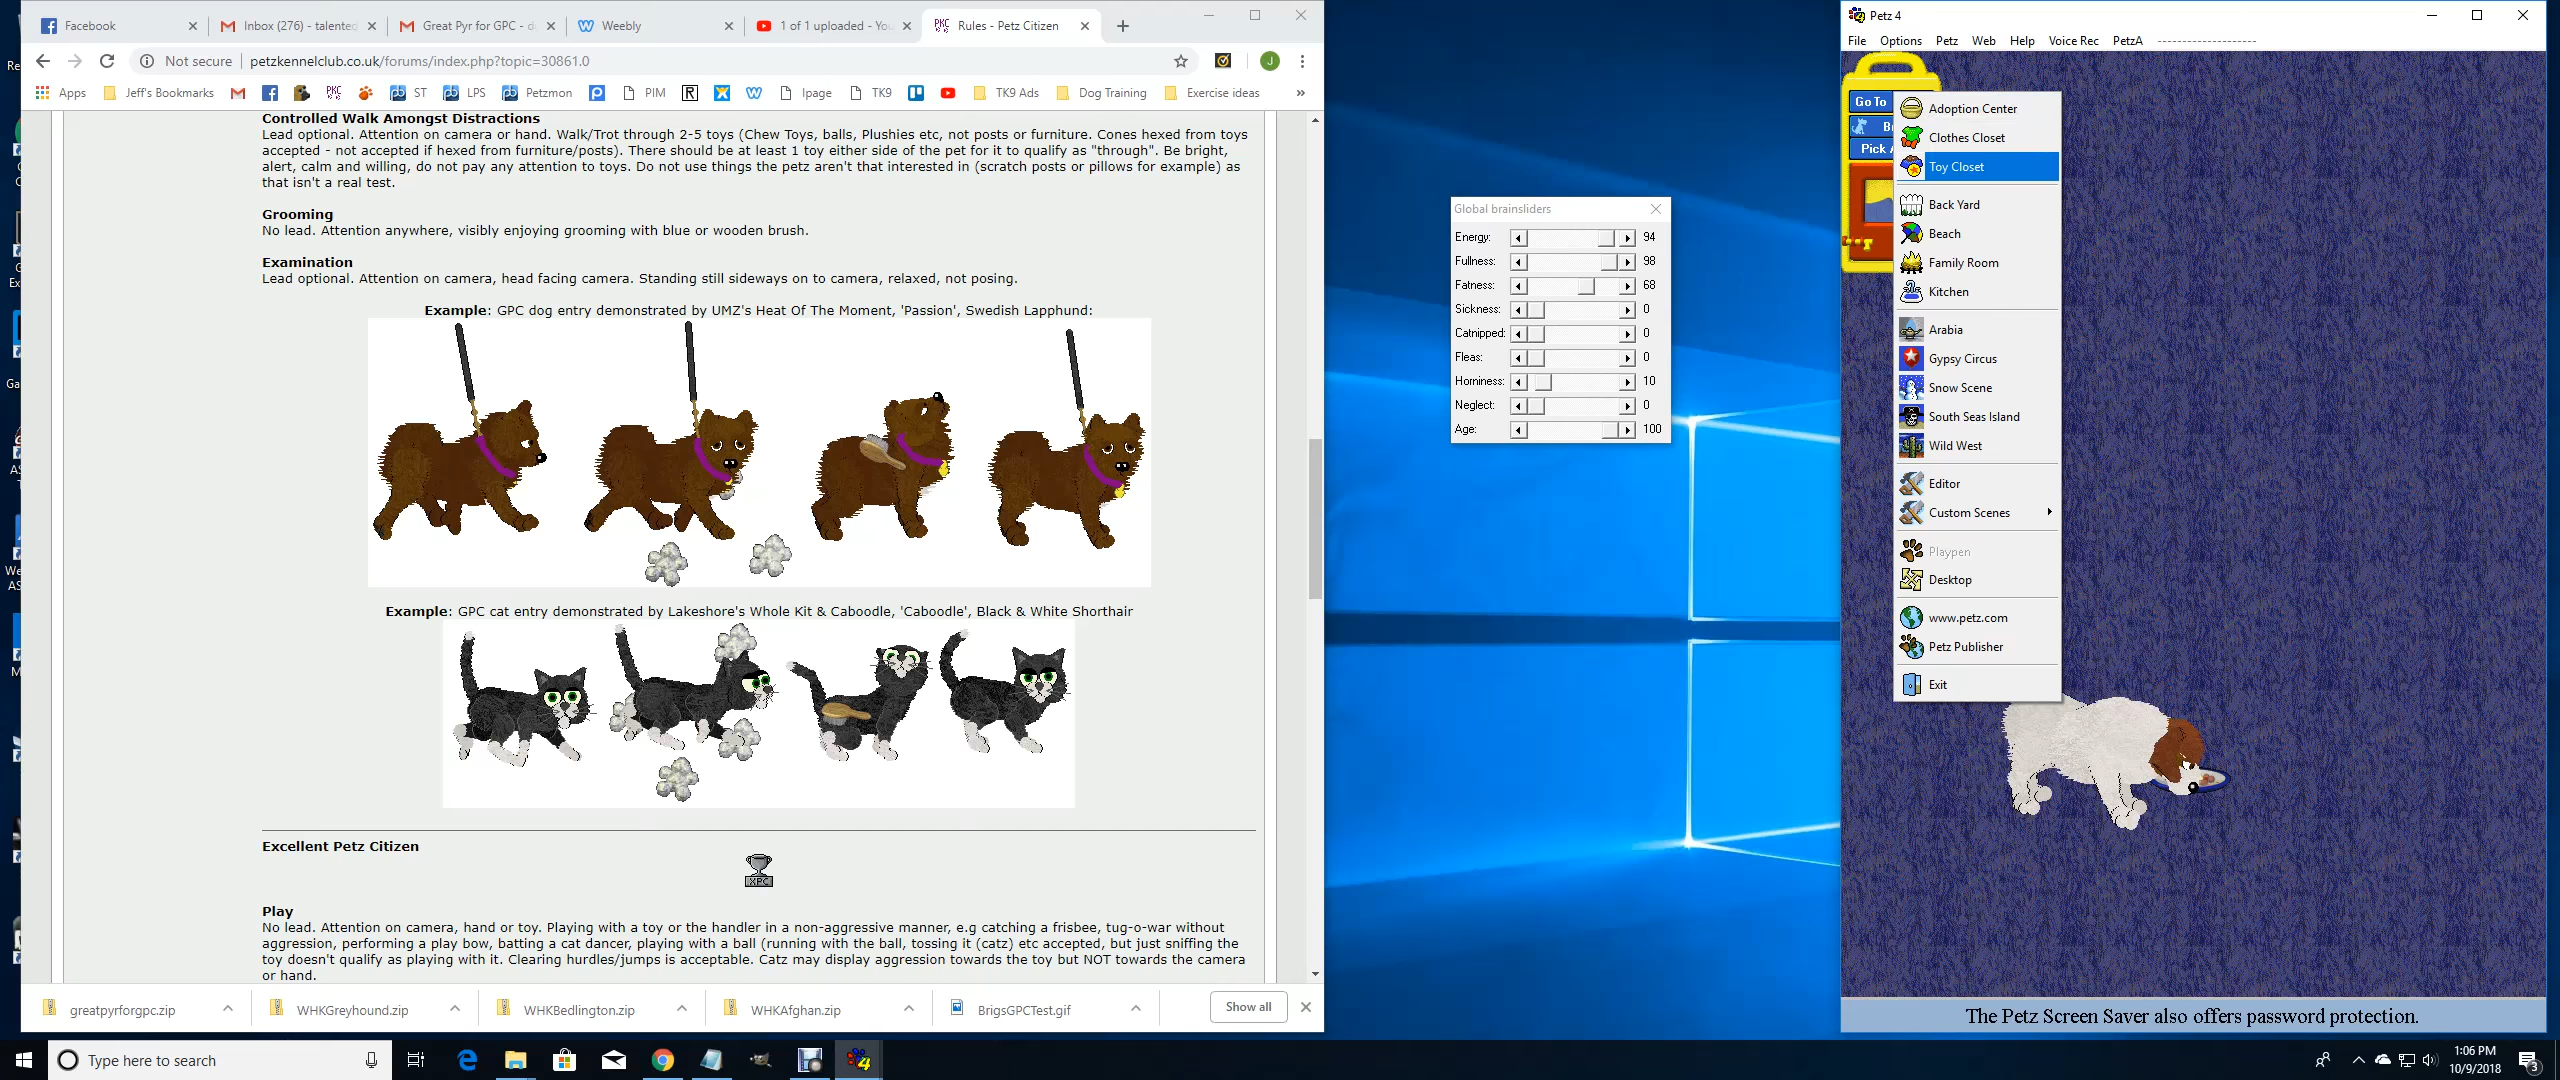 Facebook
Inbox (276) - talented
Great Pyr for GPC - d
Weebly
1 of 1 uploaded - You
PKC
Rules - Petz Citizen
Not secure
petzkennelclub.co.uk/forums/index.php?topic=30861.0
J
Apps
Jeff's Bookmarks
PKC
ST
LPS
Petzmon
P
PIM
R
Ipage
TK9
TK9 Ads
Dog Training
Exercise ideas
»
Controlled Walk Amongst Distractions
Lead optional. Attention on camera or hand. Walk/Trot through 2-5 toys (Chew Toys, balls, Plushies etc, not posts or furniture. Cones hexed from toys
accepted - not accepted if hexed from furniture/posts). There should be at least 1 toy either side of the pet for it to qualify as "through". Be bright,
alert, calm and willing, do not pay any attention to toys. Do not use things the petz aren't that interested in (scratch posts or pillows for example) as
that isn't a real test.
Grooming
No lead. Attention anywhere, visibly enjoying grooming with blue or wooden brush.
Examination
Lead optional. Attention on camera, head facing camera. Standing still sideways on to camera, relaxed, not posing.
Example: GPC dog entry demonstrated by UMZ's Heat Of The Moment, 'Passion', Swedish Lapphund:
Example: GPC cat entry demonstrated by Lakeshore's Whole Kit & Caboodle, 'Caboodle', Black & White Shorthair
Excellent Petz Citizen
XPC
Play
No lead. Attention on camera, hand or toy. Playing with a toy or the handler in a non-aggressive manner, e.g catching a frisbee, tug-o-war without
aggression, performing a play bow, batting a cat dancer, playing with a ball (running with the ball, tossing it (catz) etc accepted, but just sniffing the
toy doesn't qualify as playing with it. Clearing hurdles/jumps is acceptable. Catz may display aggression towards the toy but NOT towards the camera
or hand.
greatpyrforgpc.zip
WHKGreyhound.zip
WHKBedlington.zip
WHKAfghan.zip
BrigsGPCTest.gif
Show all
Global brainsliders
Energy: 94
Fullness: 98
Fatness: 68
Sickness: 0
Catnipped: 0
Fleas: 0
Horniness: 10
Neglect: 0
Age: 100
Petz 4
File Options Petz Web Help Voice Rec PetzA --------------------
Go To
Pick
Adoption Center
Clothes Closet
Toy Closet
Back Yard
Beach
Family Room
Kitchen
Arabia
Gypsy Circus
Snow Scene
South Seas Island
Wild West
Editor
Custom Scenes
Playpen
Desktop
www.petz.com
Petz Publisher
Exit
The Petz Screen Saver also offers password protection.
Type here to search
1:06 PM
10/9/2018
3